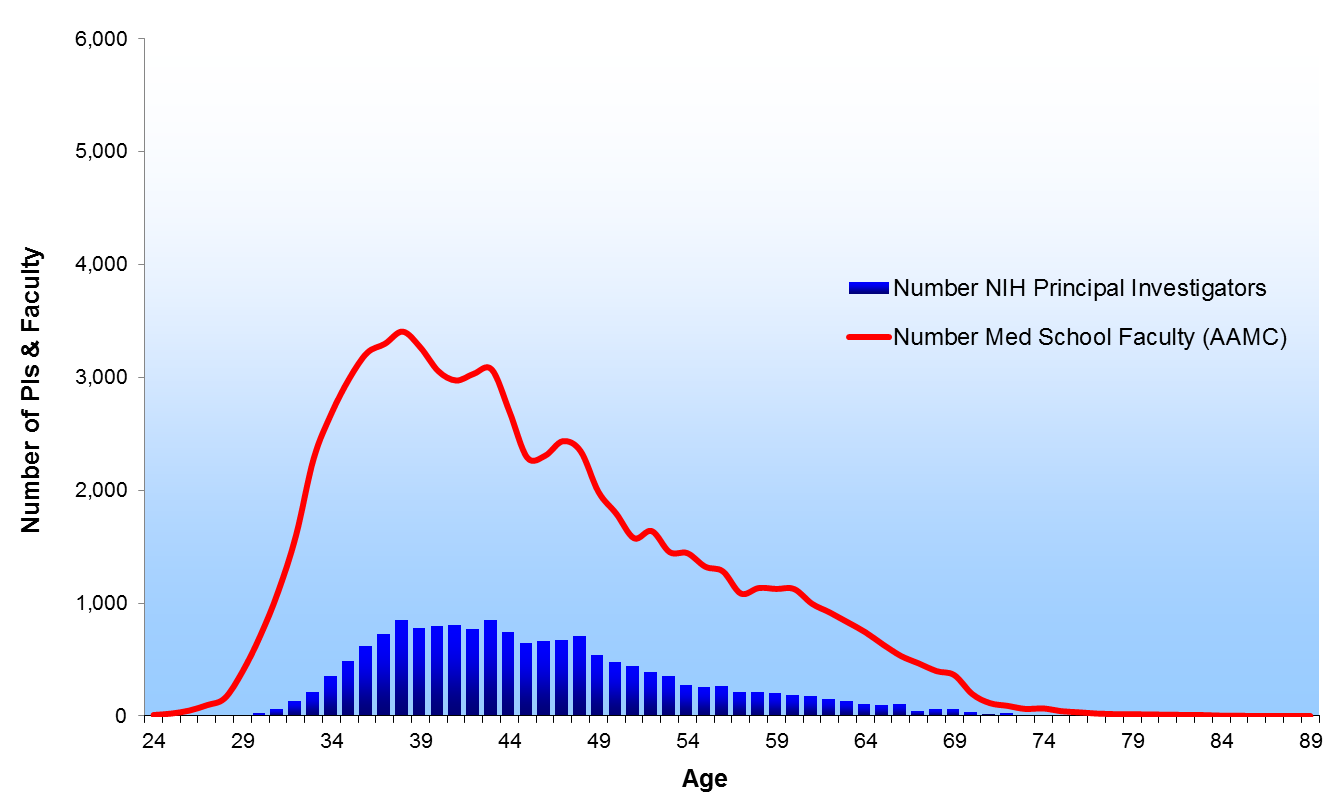 6,000
5,000
4,000
3,000
2,000
1,000
0
Number of PIs & Faculty
Number NIH Principal Investigators
Number Med School Faculty (AAMC)
24 29 34 39 44 49 54 59 64 69 74 79 84 89
Age